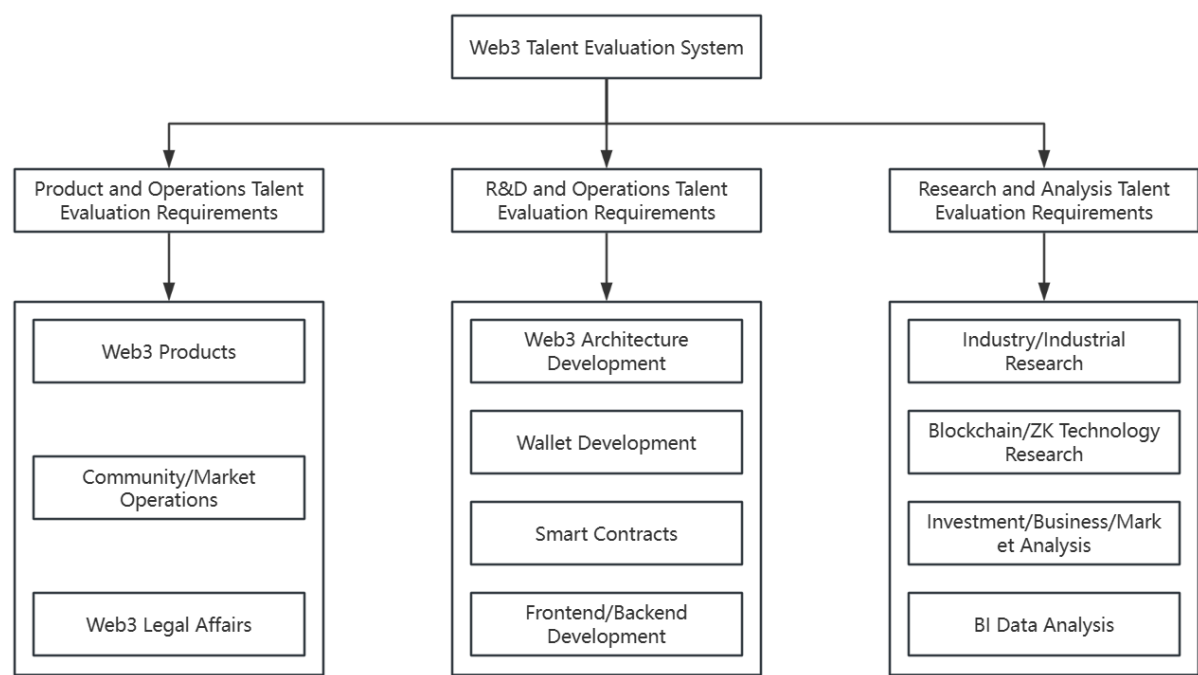 Web3 Talent Evaluation System
Product and Operations Talent
Evaluation Requirements
R&D and Operations Talent
Evaluation Requirements
Research and Analysis Talent
Evaluation Requirements
Web3 Products
Community/Market
Operations
Web3 Legal Affairs
Web3 Architecture
Development
Wallet Development
Smart Contracts
Frontend/Backend
Development
Industry/Industrial
Research
Blockchain/ZK Technology
Research
Investment/Business/Mark
et Analysis
BI Data Analysis